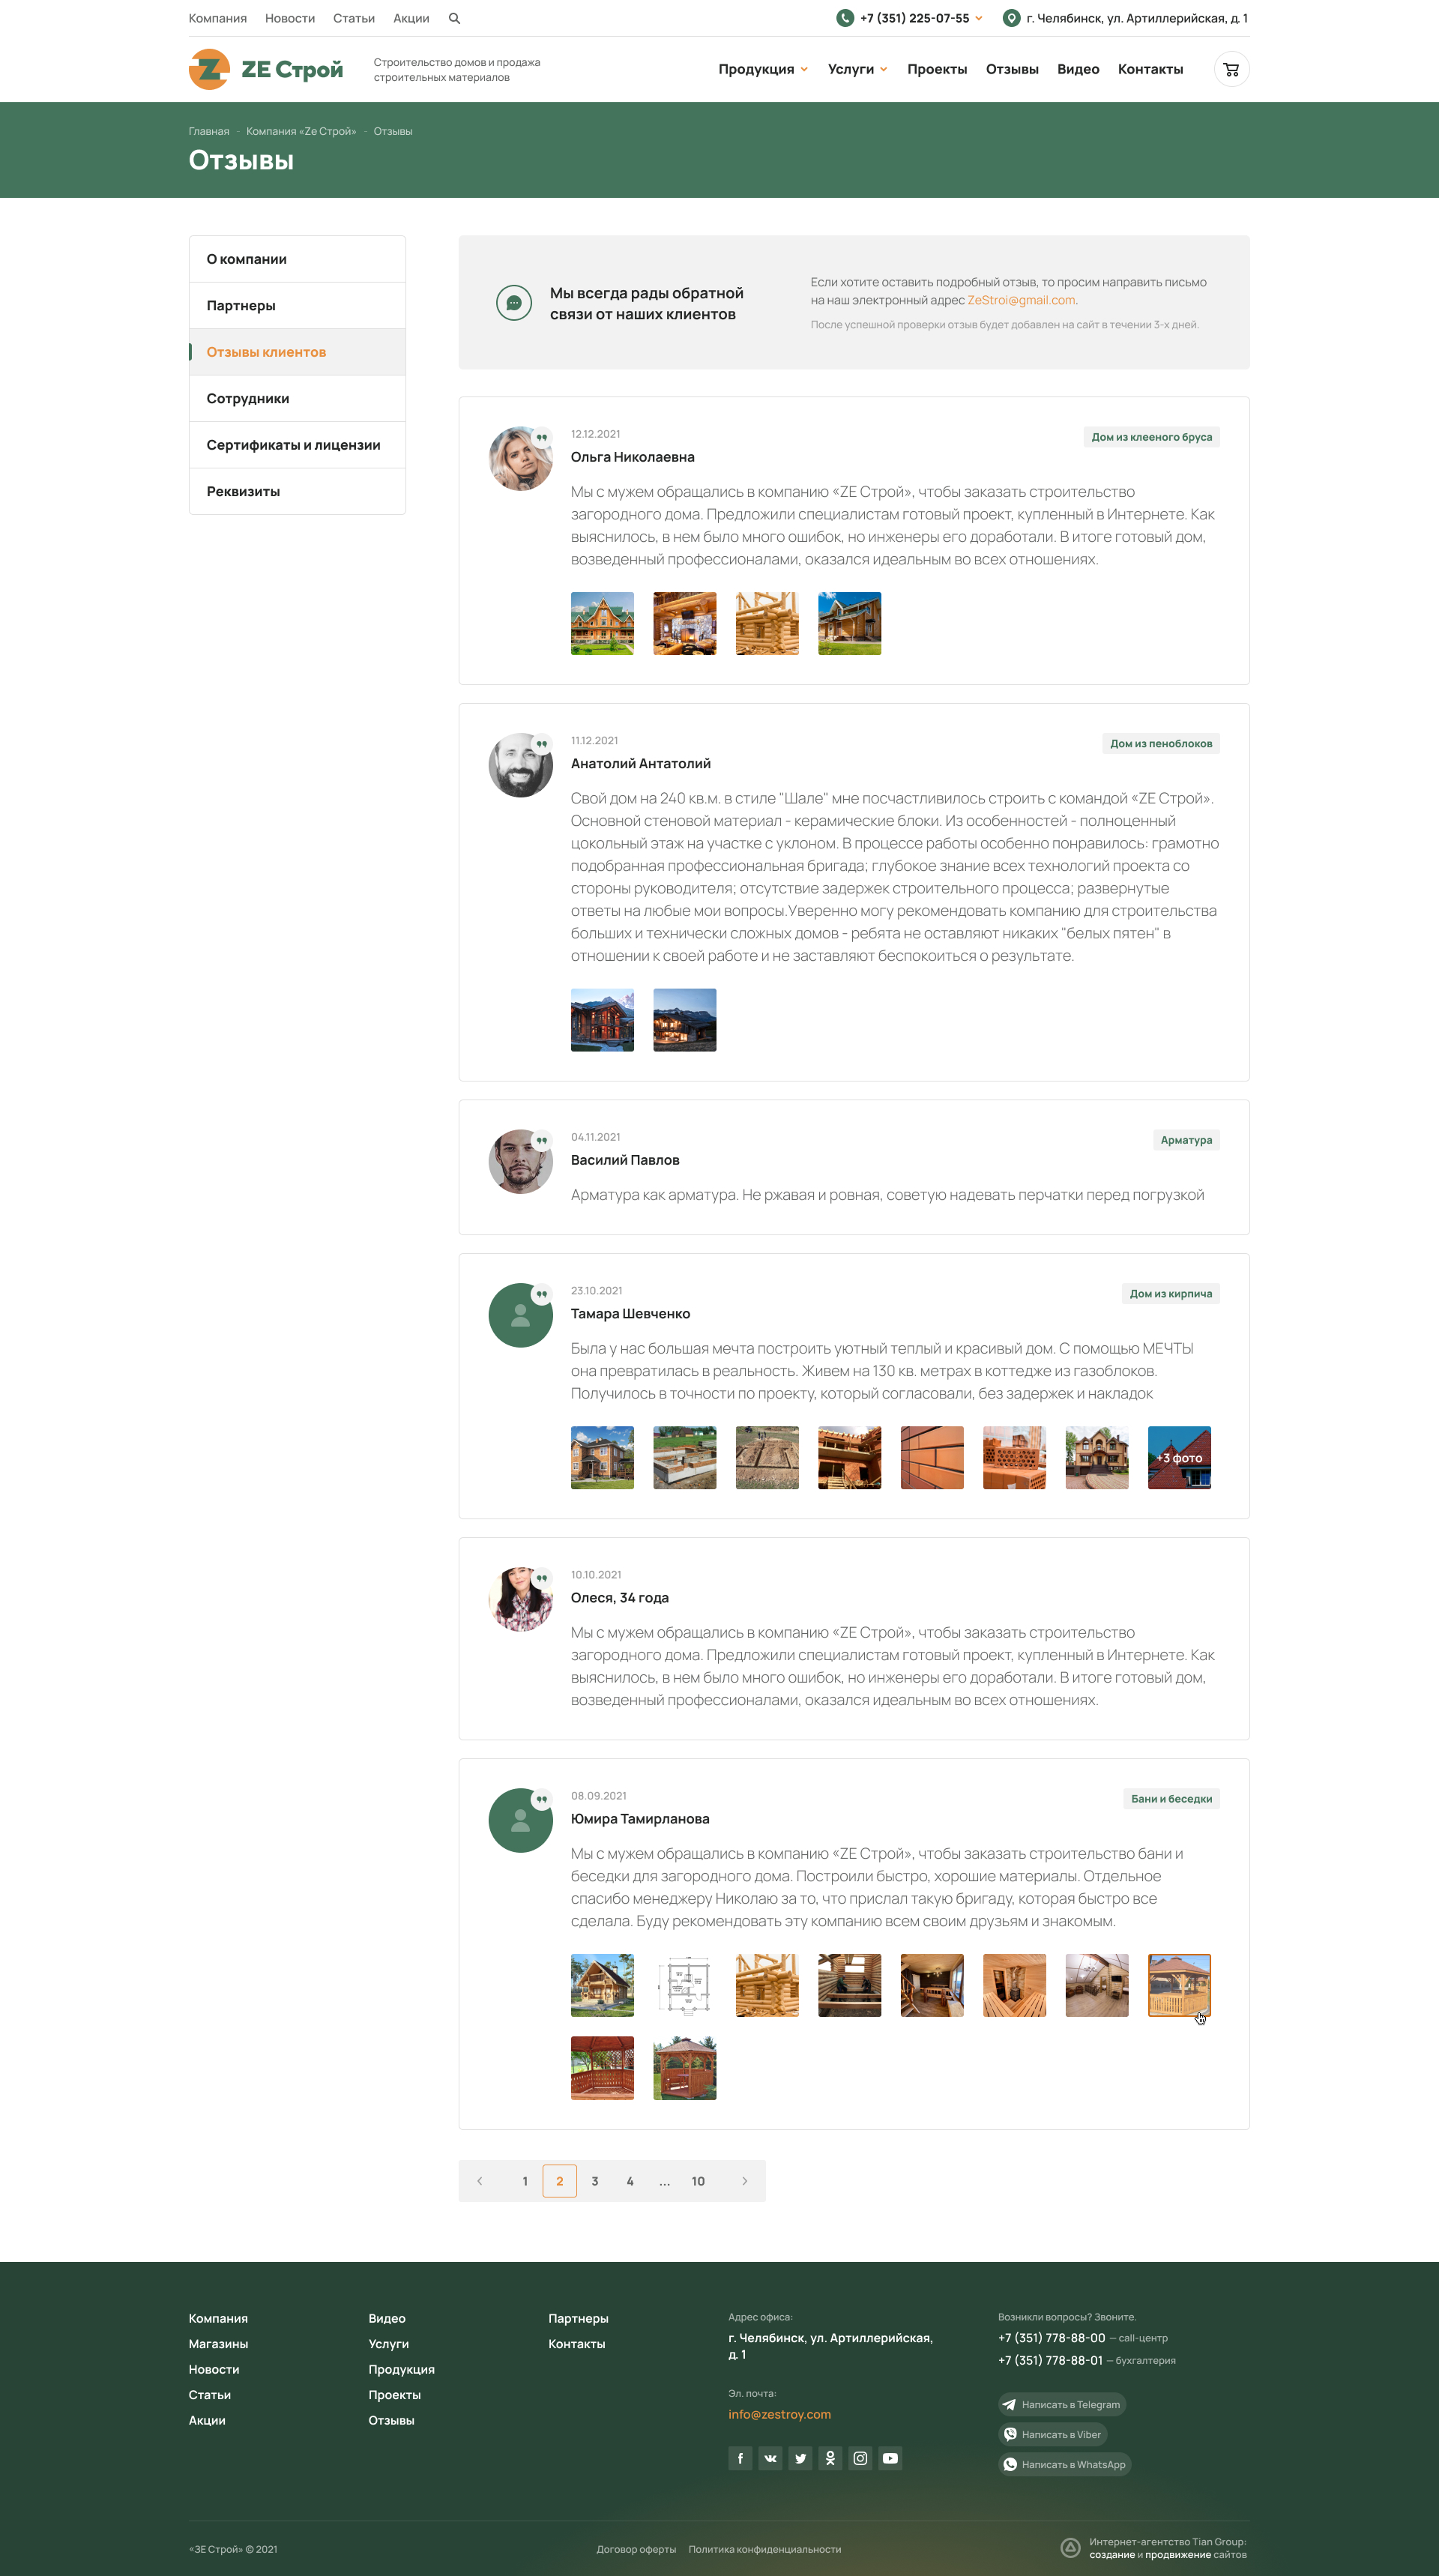 Компания Новости Статьи Акции
+7 (351) 225-07-55
г. Челябинск, ул. Артиллерийская, д. 1
ZE Строй
Строительство домов и продажа
строительных материалов
Продукция Услуги Проекты Отзывы Видео Контакты
Главная - Компания «Ze Строй» - Отзывы
Отзывы
О компании
Партнеры
Отзывы клиентов
Сотрудники
Сертификаты и лицензии
Реквизиты
Мы всегда рады обратной
связи от наших клиентов
Если хотите оставить подробный отзыв, то просим направить письмо
на наш электронный адрес ZeStroi@gmail.com.
После успешной проверки отзыв будет добавлен на сайт в течении 3-х дней.
12.12.2021
Дом из клееного бруса
Ольга Николаевна
Мы с мужем обращались в компанию «ZE Строй», чтобы заказать строительство
загородного дома. Предложили специалистам готовый проект, купленный в Интернете. Как
выяснилось, в нем было много ошибок, но инженеры его доработали. В итоге готовый дом,
возведенный профессионалами, оказался идеальным во всех отношениях.
11.12.2021
Дом из пеноблоков
Анатолий Антатолий
Свой дом на 240 кв.м. в стиле "Шале" мне посчастливилось строить с командой «ZE Строй».
Основной стеновой материал - керамические блоки. Из особенностей - полноценный
цокольный этаж на участке с уклоном. В процессе работы особенно понравилось: грамотно
подобранная профессиональная бригада; глубокое знание всех технологий проекта со
стороны руководителя; отсутствие задержек строительного процесса; развернутые
ответы на любые мои вопросы.Уверенно могу рекомендовать компанию для строительства
больших и технически сложных домов - ребята не оставляют никаких "белых пятен" в
отношении к своей работе и не заставляют беспокоиться о результате.
04.11.2021
Арматура
Василий Павлов
Арматура как арматура. Не ржавая и ровная, советую надевать перчатки перед погрузкой
23.10.2021
Дом из кирпича
Тамара Шевченко
Была у нас большая мечта построить уютный теплый и красивый дом. С помощью МЕЧТЫ
она превратилась в реальность. Живем на 130 кв. метрах в коттедже из газоблоков.
Получилось в точности по проекту, который согласовали, без задержек и накладок
+3 фото
10.10.2021
Олеся, 34 года
Мы с мужем обращались в компанию «ZE Строй», чтобы заказать строительство
загородного дома. Предложили специалистам готовый проект, купленный в Интернете. Как
выяснилось, в нем было много ошибок, но инженеры его доработали. В итоге готовый дом,
возведенный профессионалами, оказался идеальным во всех отношениях.
08.09.2021
Бани и беседки
Юмира Тамирланова
Мы с мужем обращались в компанию «ZE Строй», чтобы заказать строительство бани и
беседки для загородного дома. Построили быстро, хорошие материалы. Отдельное
спасибо менеджеру Николаю за то, что прислал такую бригаду, которая быстро все
сделала. Буду рекомендовать эту компанию всем своим друзьям и знакомым.
1 2 3 4 ... 10
Компания
Магазины
Новости
Статьи
Акции
Видео
Услуги
Продукция
Проекты
Отзывы
Партнеры
Контакты
Адрес офиса:
г. Челябинск, ул. Артиллерийская,
д. 1
Эл. почта:
info@zestroy.com
Возникли вопросы? Звоните.
+7 (351) 778-88-00 — call-центр
+7 (351) 778-88-01 — бухгалтерия
Написать в Telegram
Написать в Viber
Написать в WhatsApp
«ЗЕ Строй» © 2021
Договор оферты Политика конфиденциальности
Интернет-агентство Tian Group:
создание и продвижение сайтов